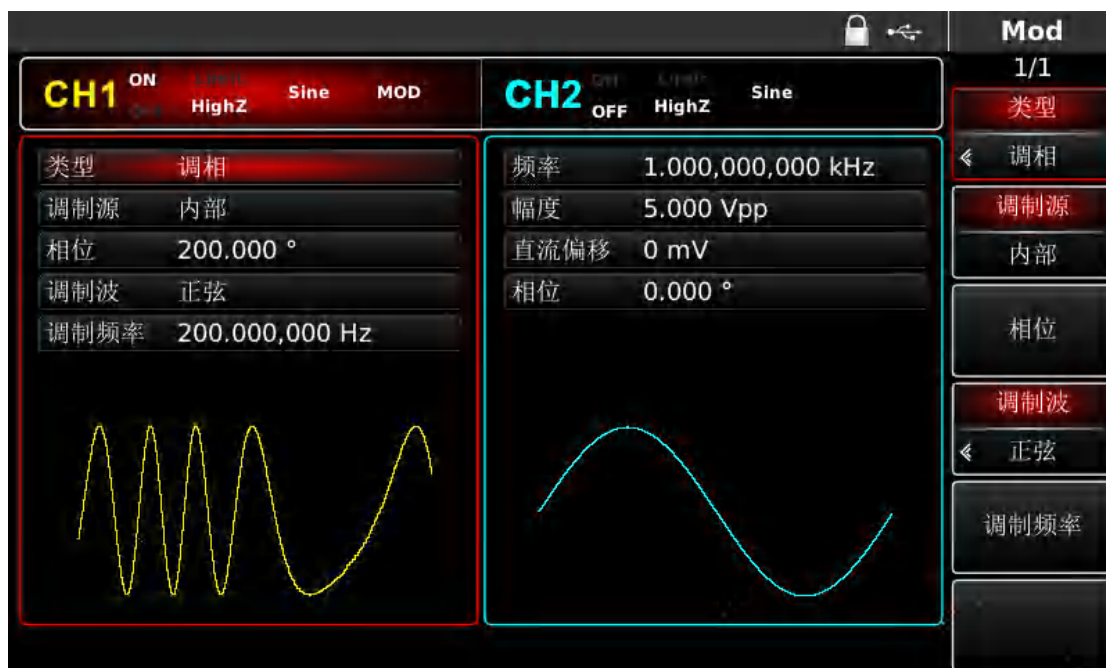 Mod
1/1
CH1 ON HighZ Sine MOD
CH2 OFF HighZ Sine
类型 调相
调制源 内部
相位 200.000 °
调制波 正弦
调制频率 200.000,000 Hz
频率 1.000,000,000 kHz
幅度 5.000 Vpp
直流偏移 0 mV
相位 0.000 °
类型
调相
调制源
内部
相位
调制波
正弦
调制频率